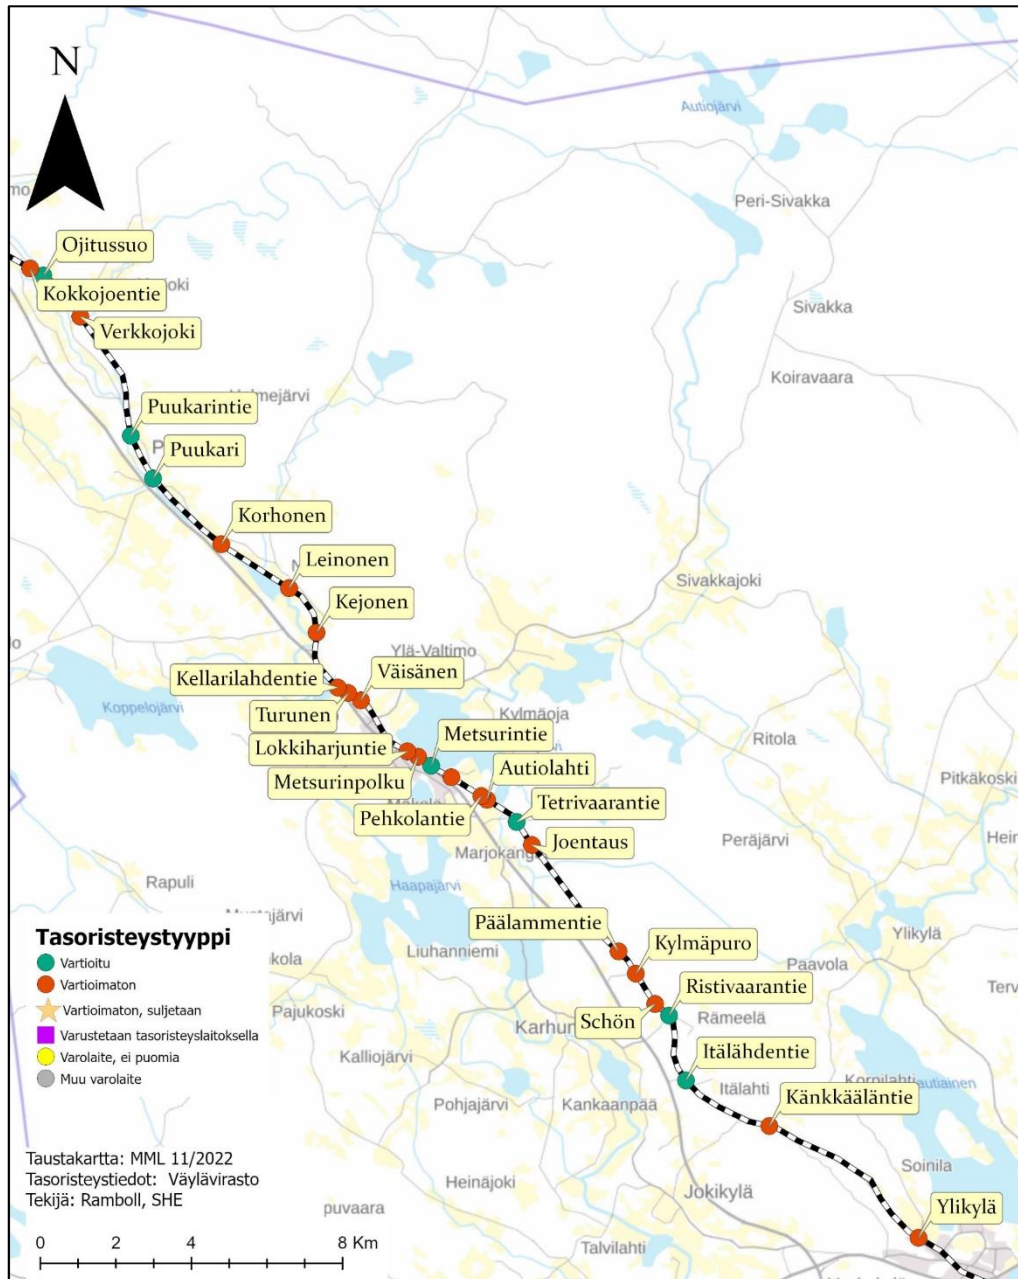 N
Autiojärvi
Peri-Sivakka
Ojitussuo
Kokkojoentie
Verkkojoki
Sivakka
Koiravaara
Puukarintie
Puukari
Korhonen
Leinonen
Sivakkajoki
Kejonen
Ylä-Valtimo
Kellarilahdentie
Väisänen
Koppelojärvi
Turunen
Kylmäoja
Metsurintie
Ritola
Lokkiharjuntie
Autiolahti
Pitkäkoski
Metsurinpolku
Tetrivaarantie
Pehkolantie
Peräjärvi
Joentaus
Rapuli
Haapajärvi
Päälammentie
Kylmäpuro
Ylikylä
Liuhanniemi
Paavola
Tasoristeystyyppi
Vartioitu
Vartioimaton
Vartioimaton, suljetaan
Varustetaan tasoristeyslaitoksella
Varolaite, ei puomia
Muu varolaite
Ristivaarantie
Pajukoski
Schön
Rämeelä
Kalliojärvi
Itälähdentie
Itälahti
Pohjajärvi
Kankaanpää
Känkkääläntie
Taustakartta: MML 11/2022
Tasoristeystiedot: Väylävirasto
Tekijä: Ramboll, SHE
Heinäjoki
Soinila
Jokikylä
puvaara
Ylikylä
Talvilahti
0 2 4 8 Km